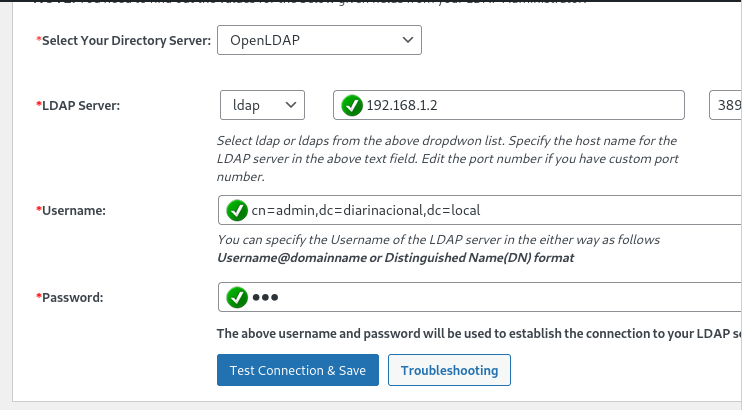 *Select Your Directory Server: OpenLDAP
*LDAP Server: ldap 192.168.1.2 389
Select ldap or ldaps from the above dropdwon list. Specify the host name for the
LDAP server in the above text field. Edit the port number if you have custom port
number.
*Username: cn=admin,dc=diarinacional,dc=local
You can specify the Username of the LDAP server in the either way as follows
Username@domainname or Distinguished Name(DN) format
*Password: •••
The above username and password will be used to establish the connection to your LDAP
Test Connection & Save Troubleshooting